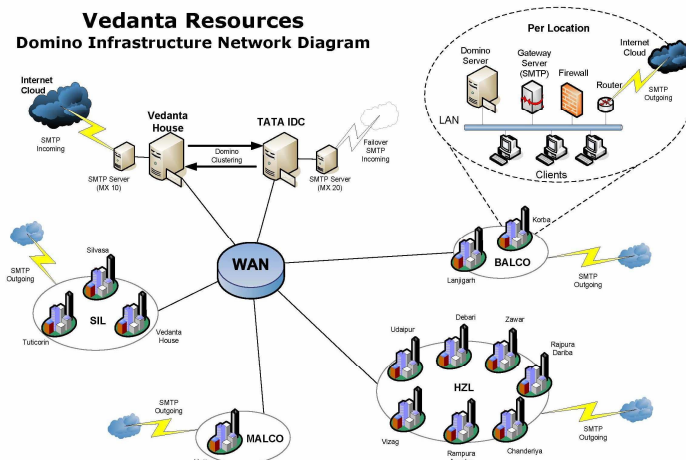 Vedanta Resources
Domino Infrastructure Network Diagram
Internet
Cloud
SMTP
Incoming
SMTP Server
(MX 10)
Vedanta
House
Domino
Clustering
TATA IDC
SMTP Server
(MX 20)
Failover
SMTP
Incoming
Per Location
Domino
Server
Gateway
Server
(SMTP)
Firewall
Router
Internet
Cloud
SMTP
Outgoing
LAN
Clients
WAN
SMTP
Outgoing
Silvasa
SIL
Tuticorin
Vedanta
House
Korba
Lanjigarh
BALCO
SMTP
Outgoing
SMTP
Outgoing
MALCO
Udaipur
Debari
Zawar
Rajpura
Dariba
HZL
Vizag
Rampura
Chanderiya
SMTP
Outgoing